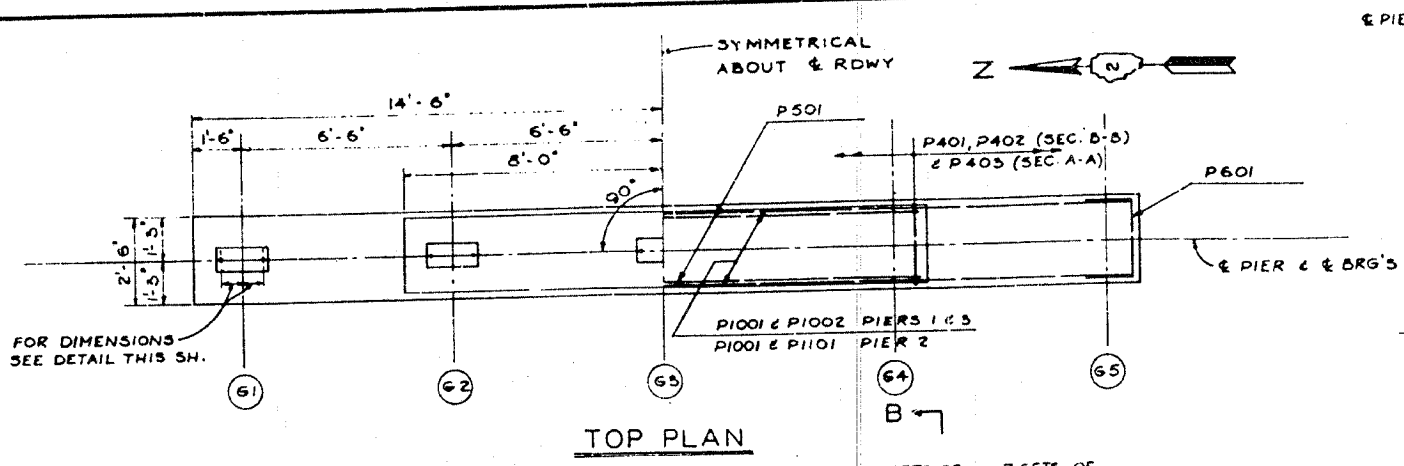 ℄ PIE
SYMMETRICAL
ABOUT ℄ RDWY
Z
2
14'-6"
P501
1'-6"
6'-6"
6'-6"
8'-0"
P401, P402 (SEC. B-B)
& P403 (SEC. A-A)
P601
90°
2'-6"
1'-3"
1'-3"
℄ PIER & ℄ BRG'S
FOR DIMENSIONS
SEE DETAIL THIS SH.
P1001 & P1002 PIERS 1 & 3
P1001 & P1101 PIER 2
G1
G2
G3
G4
G5
B
TOP PLAN